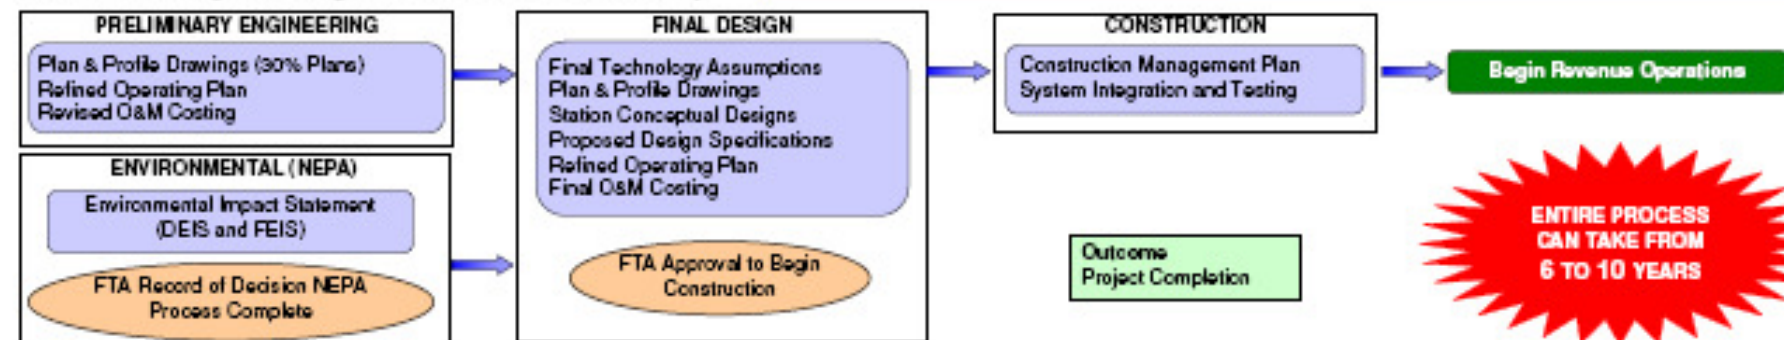 PRELIMINARY ENGINEERING
Plan & Profile Drawings (30% Plans)
Refined Operating Plan
Revised O&M Costing
ENVIRONMENTAL (NEPA)
Environmental Impact Statement
(DEIS and FEIS)
FTA Record of Decision NEPA
Process Complete
FINAL DESIGN
Final Technology Assumptions
Plan & Profile Drawings
Station Conceptual Designs
Proposed Design Specifications
Refined Operating Plan
Final O&M Costing
FTA Approval to Begin
Construction
CONSTRUCTION
Construction Management Plan
System Integration and Testing
Outcome
Project Completion
Begin Revenue Operations
ENTIRE PROCESS
CAN TAKE FROM
6 TO 10 YEARS